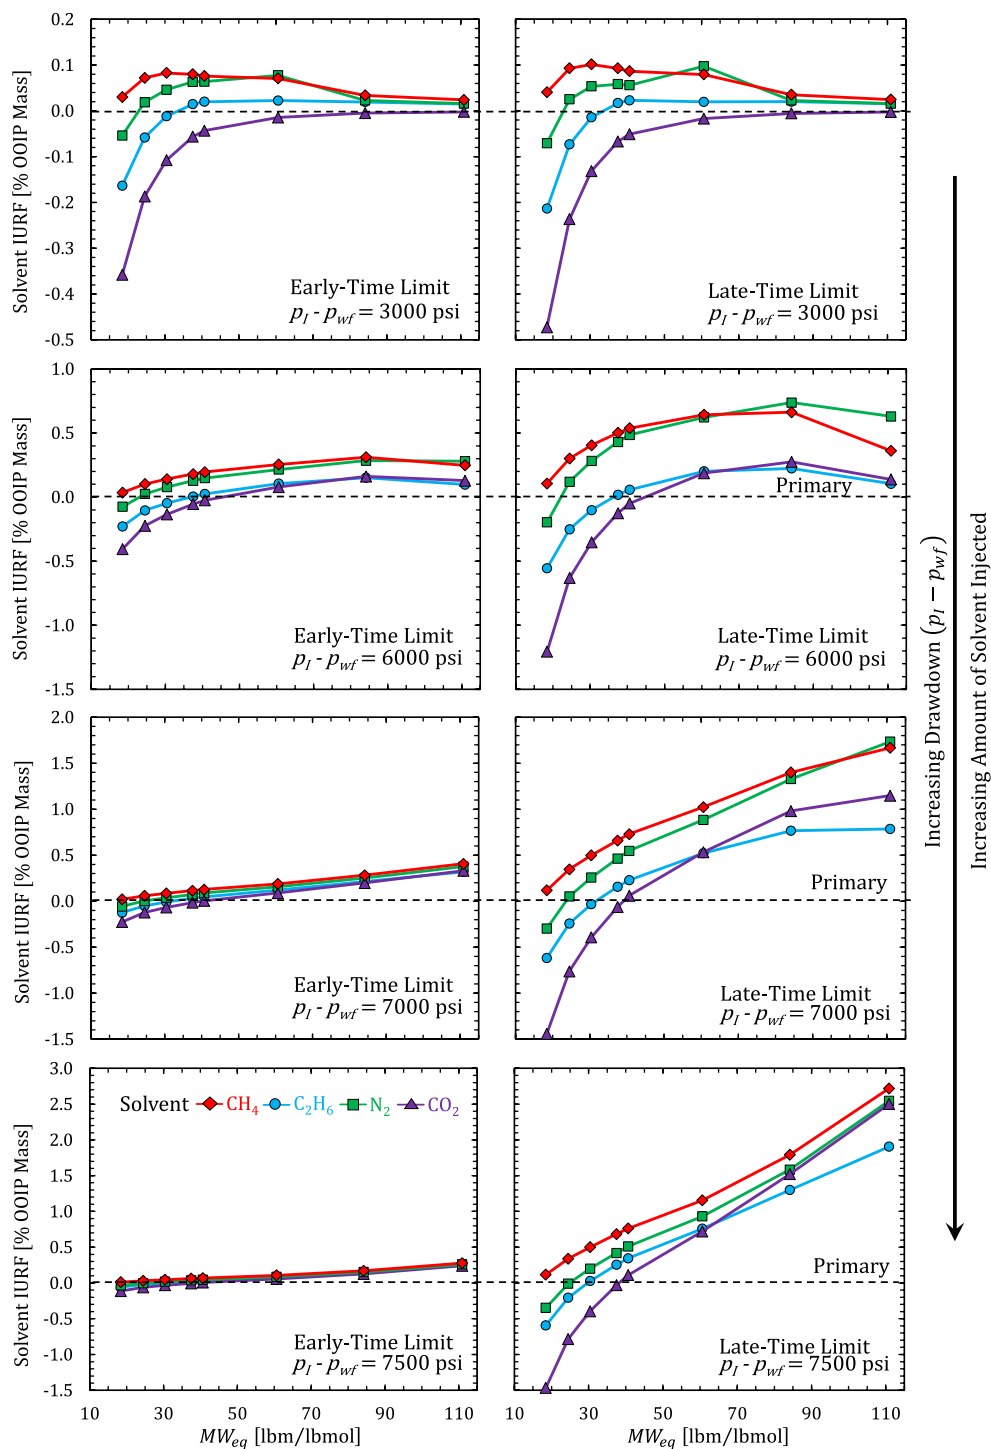 Solvent IURF [% OOIP Mass]
0.2
0.1
0.0
-0.1
-0.2
-0.3
-0.4
-0.5
Early-Time Limit
p_I - p_wf = 3000 psi
Late-Time Limit
p_I - p_wf = 3000 psi
Solvent IURF [% OOIP Mass]
1.0
0.5
0.0
-0.5
-1.0
-1.5
Early-Time Limit
p_I - p_wf = 6000 psi
Primary
Late-Time Limit
p_I - p_wf = 6000 psi
Solvent IURF [% OOIP Mass]
2.0
1.5
1.0
0.5
0.0
-0.5
-1.0
-1.5
Early-Time Limit
p_I - p_wf = 7000 psi
Primary
Late-Time Limit
p_I - p_wf = 7000 psi
Solvent IURF [% OOIP Mass]
3.0
2.5
2.0
1.5
1.0
0.5
0.0
-0.5
-1.0
-1.5
Solvent CH₄ C₂H₆ N₂ CO₂
Early-Time Limit
p_I - p_wf = 7500 psi
Primary
Late-Time Limit
p_I - p_wf = 7500 psi
10 30 50 70 90 110
MW_eq [lbm/lbmol]
10 30 50 70 90 110
MW_eq [lbm/lbmol]
Increasing Drawdown (p_I − p_wf)
Increasing Amount of Solvent Injected